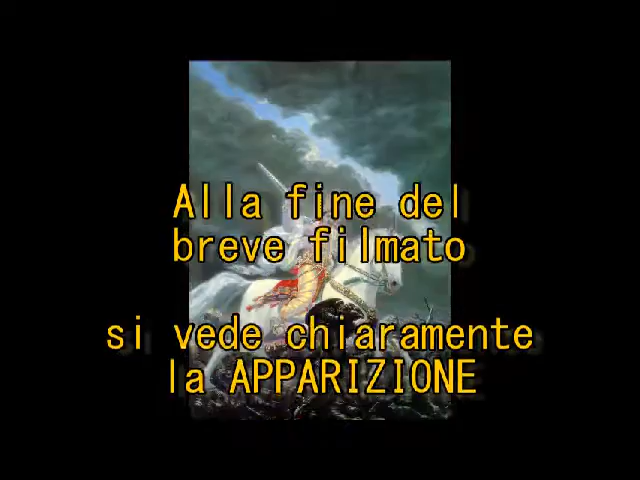 Alla fine del
breve filmato
si vede chiaramente
la APPARIZIONE